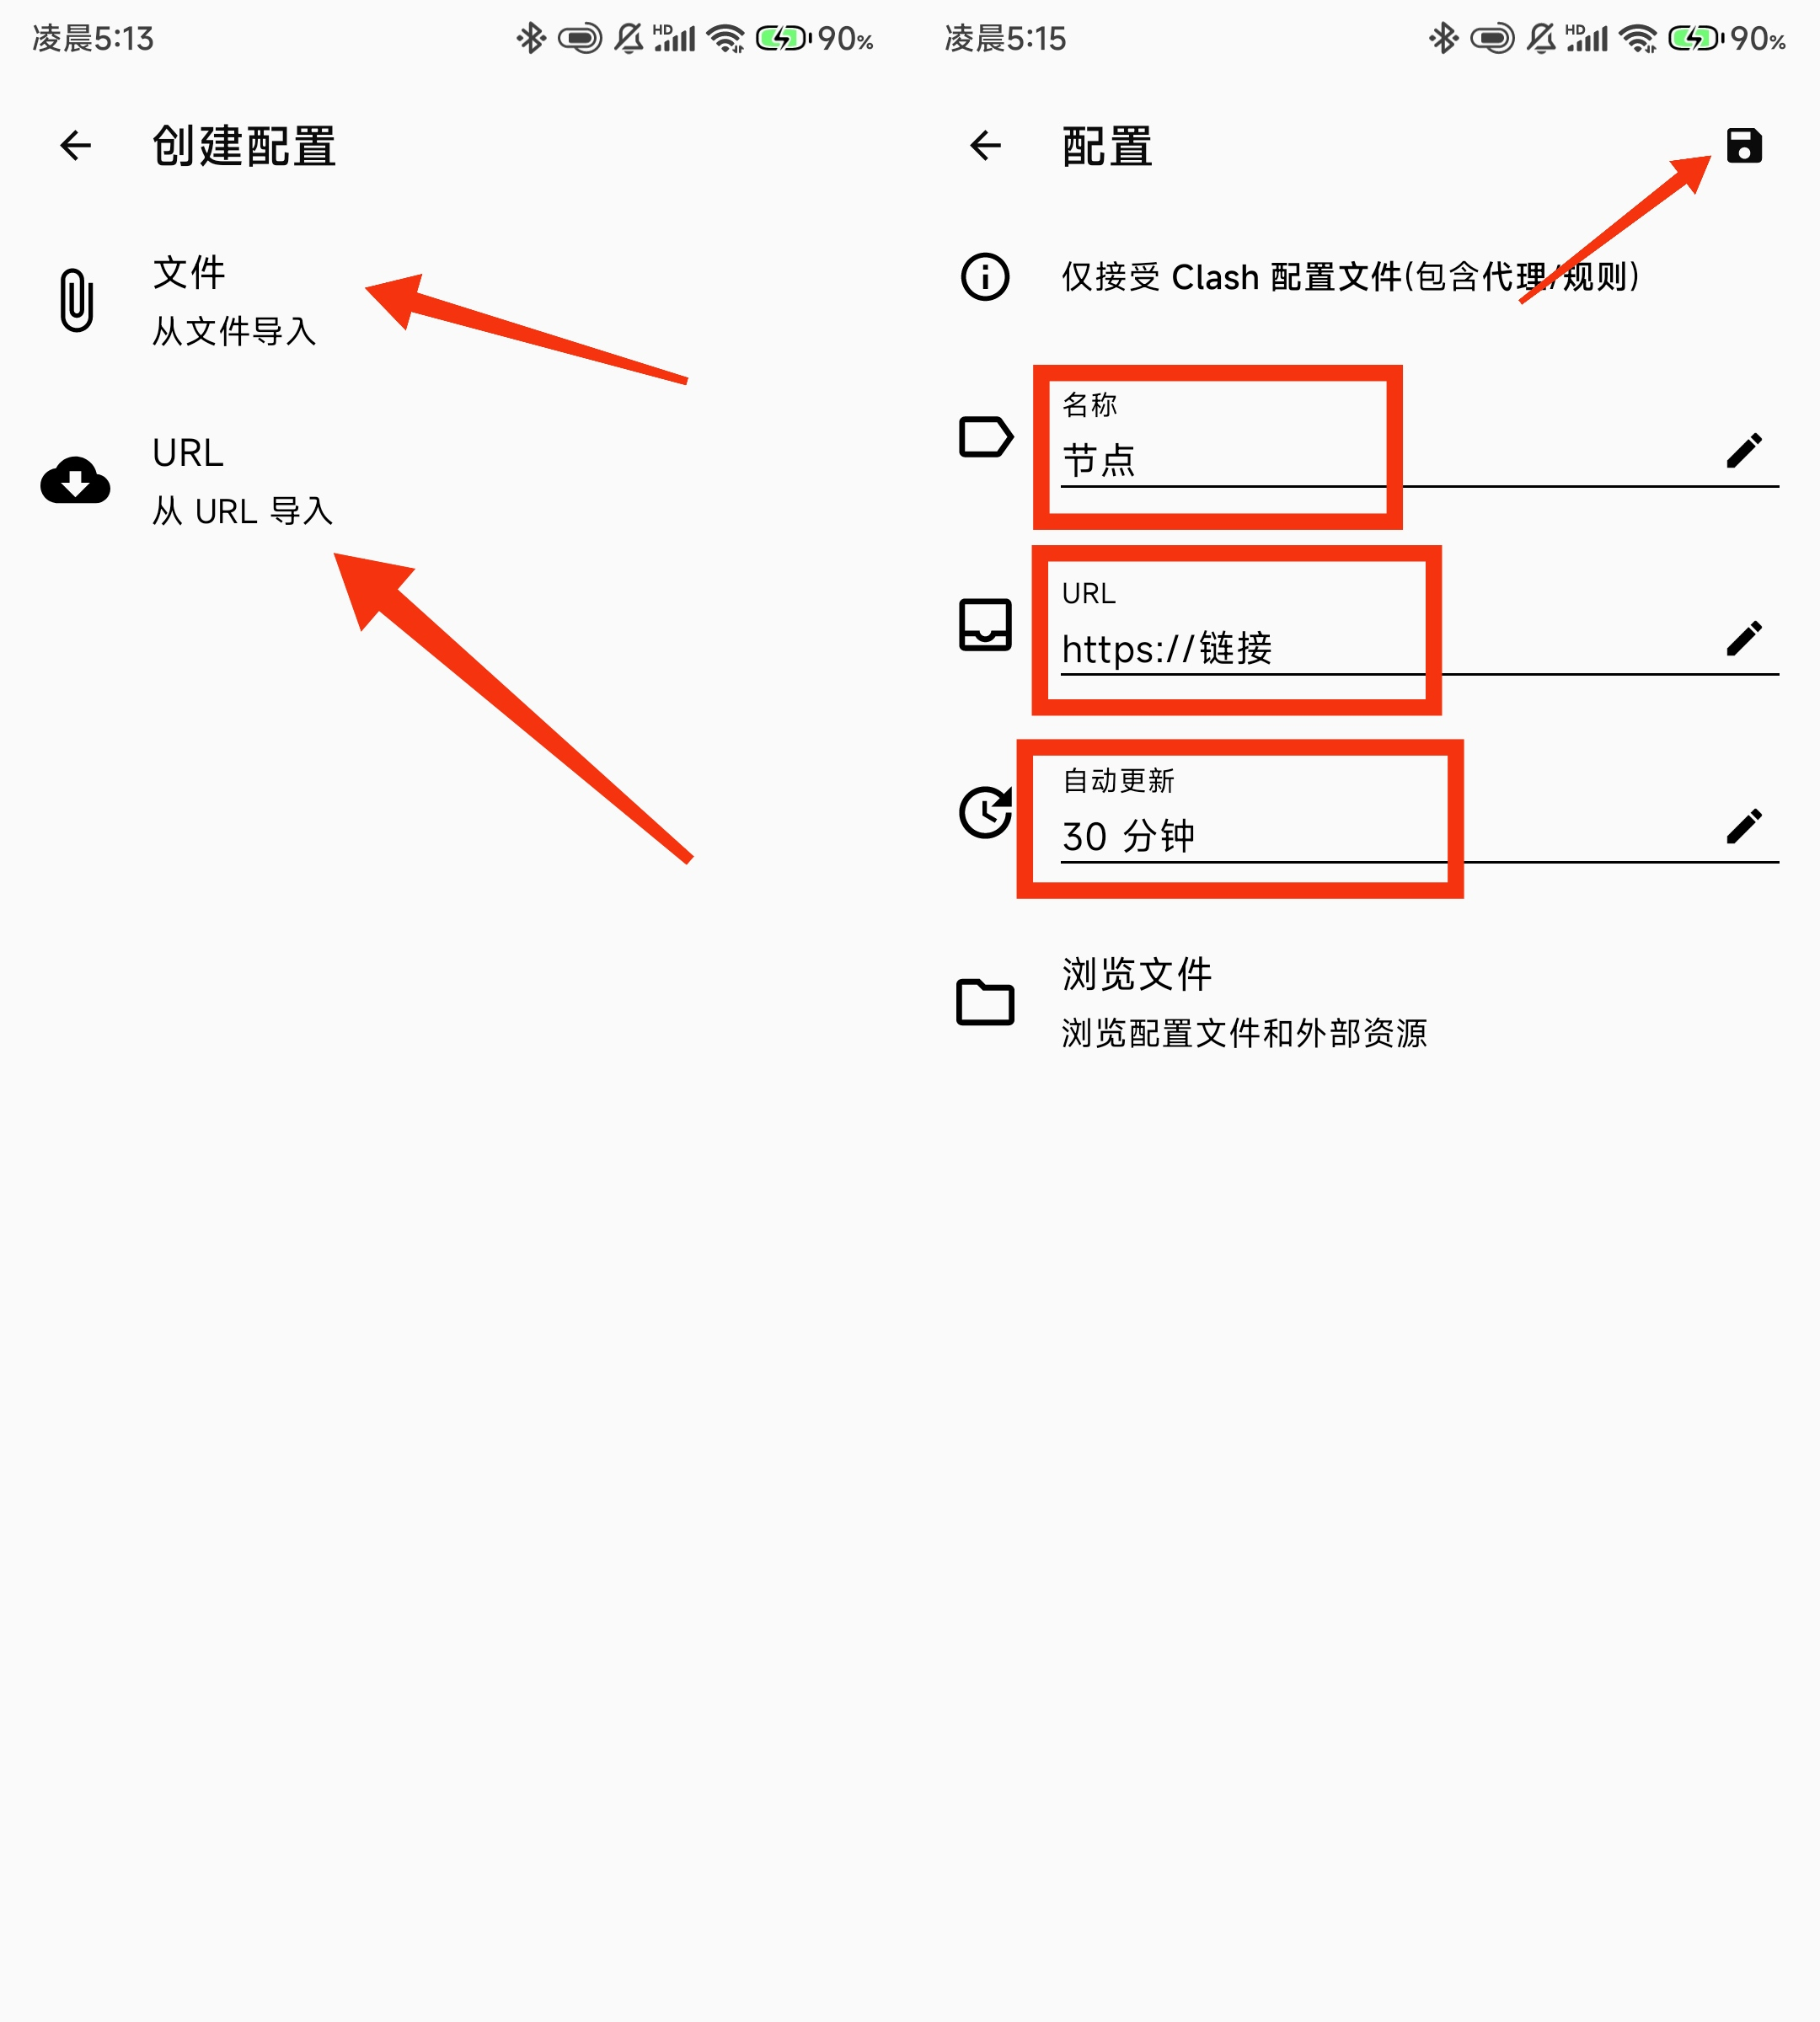 凌晨5:13
HD
90%
创建配置
文件
从文件导入
URL
从 URL 导入
凌晨5:15
HD
90%
配置
仅接受 Clash 配置文件(包含代理/规则)
名称
节点
URL
https://链接
自动更新
30 分钟
浏览文件
浏览配置文件和外部资源